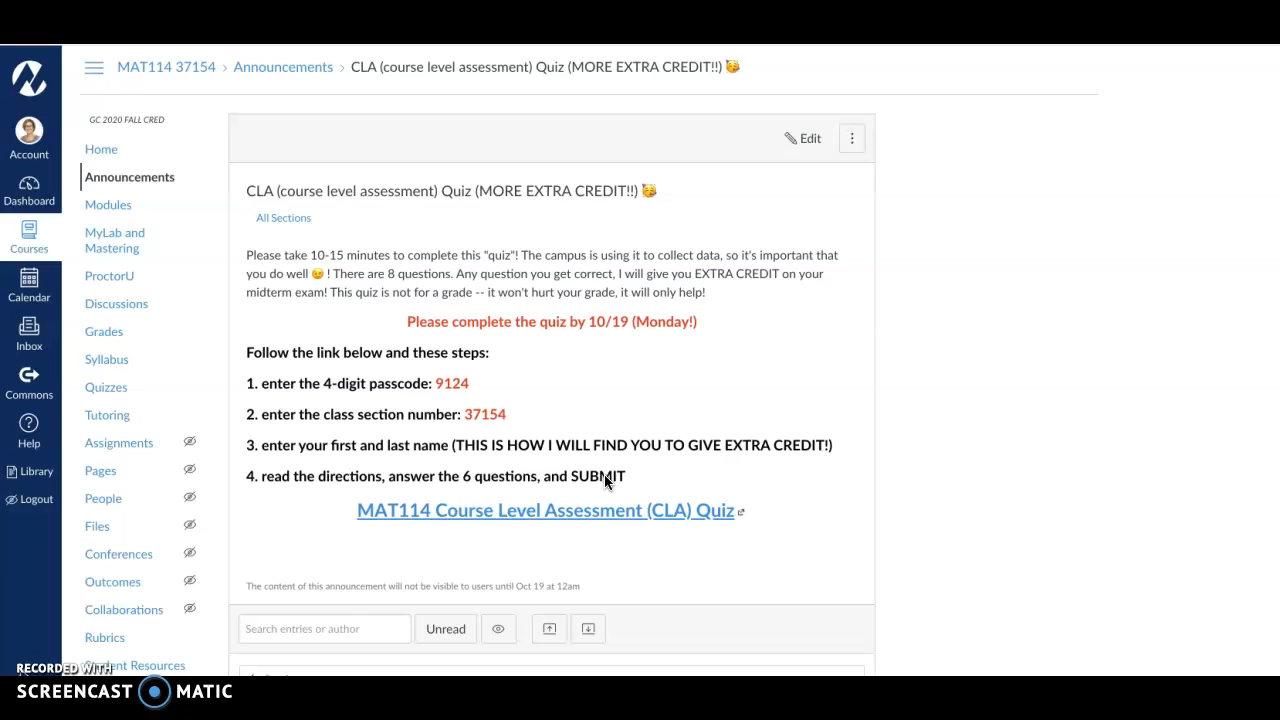 MAT114 37154 › Announcements › CLA (course level assessment) Quiz (MORE EXTRA CREDIT!!) 🥳
GC 2020 FALL CRED
Account
Dashboard
Courses
Calendar
Inbox
Commons
Help
Library
Logout
Home
Announcements
Modules
MyLab and
Mastering
ProctorU
Discussions
Grades
Syllabus
Quizzes
Tutoring
Assignments
Pages
People
Files
Conferences
Outcomes
Collaborations
Rubrics
Student Resources
Edit
CLA (course level assessment) Quiz (MORE EXTRA CREDIT!!) 🥳
All Sections
Please take 10-15 minutes to complete this "quiz"! The campus is using it to collect data, so it's important that
you do well 😉 ! There are 8 questions. Any question you get correct, I will give you EXTRA CREDIT on your
midterm exam! This quiz is not for a grade -- it won't hurt your grade, it will only help!
Please complete the quiz by 10/19 (Monday!)
Follow the link below and these steps:
1. enter the 4-digit passcode: 9124
2. enter the class section number: 37154
3. enter your first and last name (THIS IS HOW I WILL FIND YOU TO GIVE EXTRA CREDIT!)
4. read the directions, answer the 6 questions, and SUBMIT
MAT114 Course Level Assessment (CLA) Quiz
The content of this announcement will not be visible to users until Oct 19 at 12am
Search entries or author
Unread
RECORDED WITH
SCREENCAST MATIC